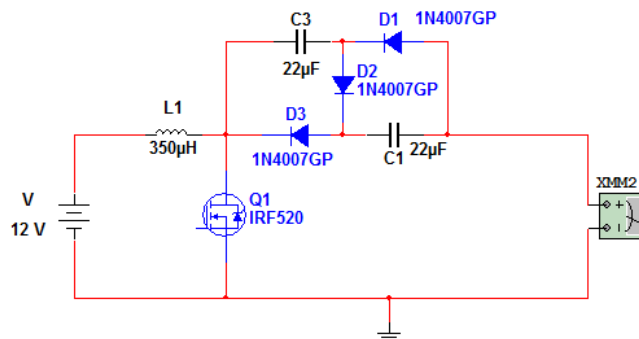 C3
22µF
D1
1N4007GP
D2
1N4007GP
L1
350µH
D3
1N4007GP
C1
22µF
V
12 V
Q1
IRF520
XMM2